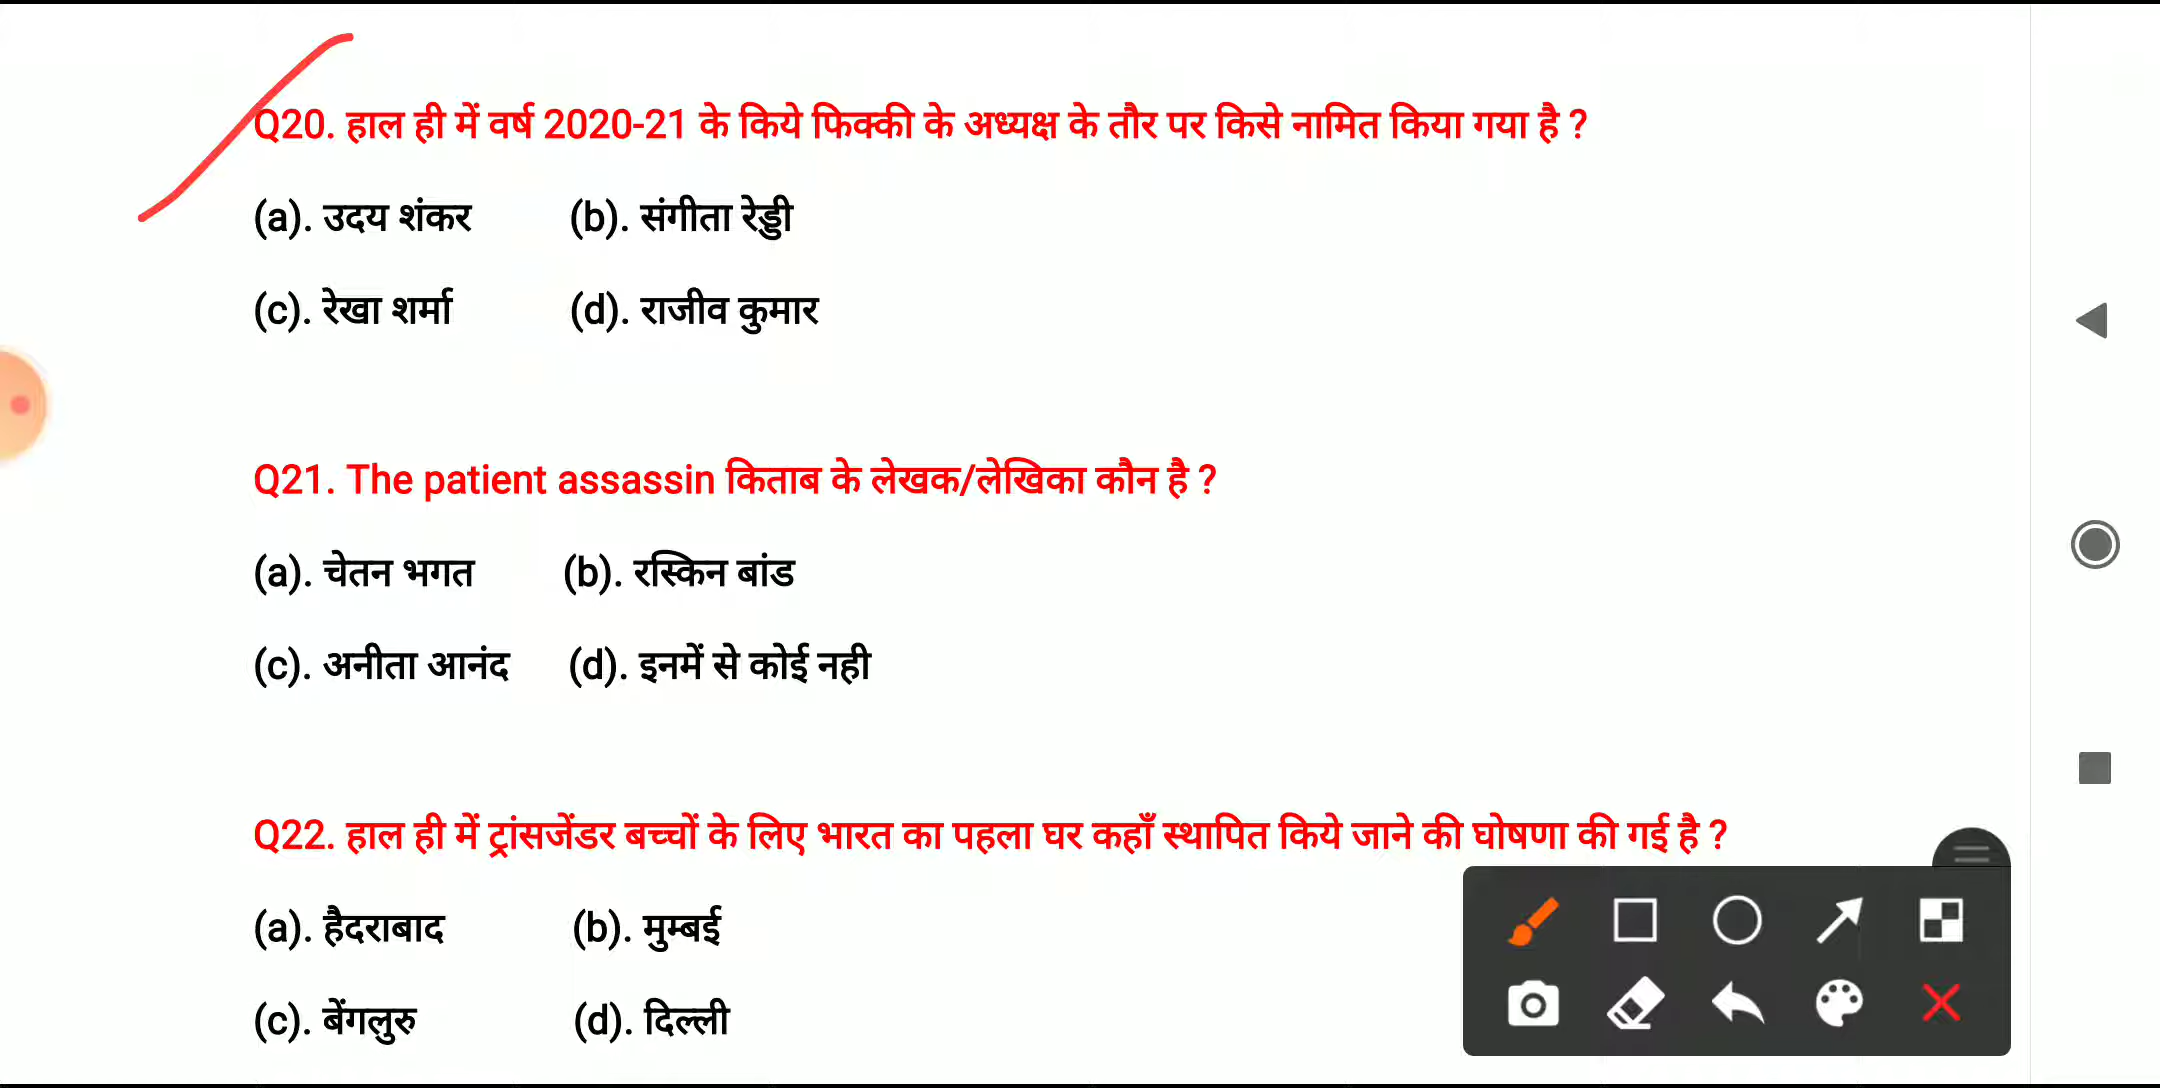 Q20. हाल ही में वर्ष 2020-21 के किये फिक्की के अध्यक्ष के तौर पर किसे नामित किया गया है ?
(a). उदय शंकर (b). संगीता रेड्डी
(c). रेखा शर्मा (d). राजीव कुमार
Q21. The patient assassin किताब के लेखक/लेखिका कौन है ?
(a). चेतन भगत (b). रस्किन बांड
(c). अनीता आनंद (d). इनमें से कोई नही
Q22. हाल ही में ट्रांसजेंडर बच्चों के लिए भारत का पहला घर कहाँ स्थापित किये जाने की घोषणा की गई है ?
(a). हैदराबाद (b). मुम्बई
(c). बेंगलुरु (d). दिल्ली